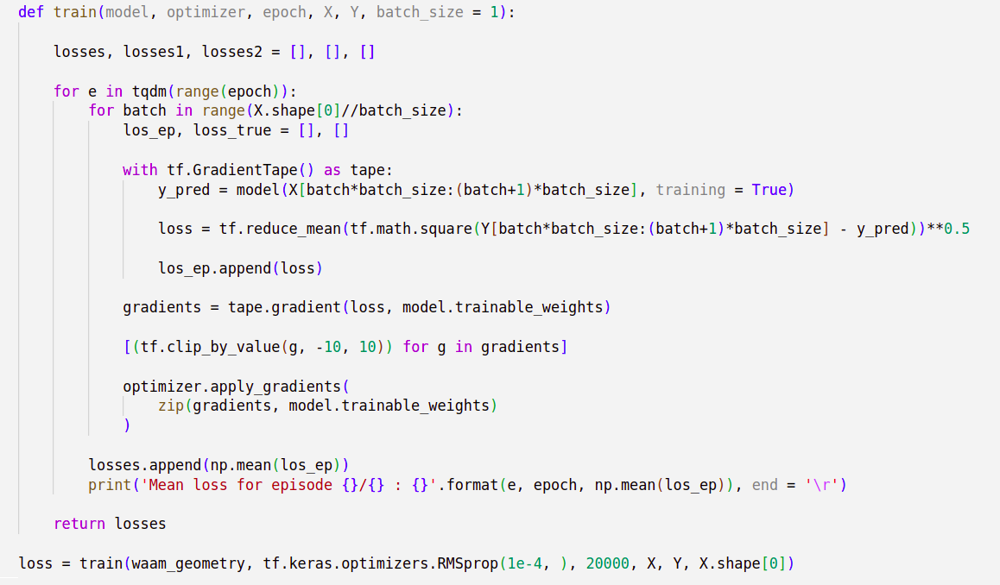 def train(model, optimizer, epoch, X, Y, batch_size = 1):
losses, losses1, losses2 = [], [], []
for e in tqdm(range(epoch)):
for batch in range(X.shape[0]//batch_size):
los_ep, loss_true = [], []
with tf.GradientTape() as tape:
y_pred = model(X[batch*batch_size:(batch+1)*batch_size], training = True)
loss = tf.reduce_mean(tf.math.square(Y[batch*batch_size:(batch+1)*batch_size] - y_pred))**0.5
los_ep.append(loss)
gradients = tape.gradient(loss, model.trainable_weights)
[(tf.clip_by_value(g, -10, 10)) for g in gradients]
optimizer.apply_gradients(
zip(gradients, model.trainable_weights)
)
losses.append(np.mean(los_ep))
print('Mean loss for episode {}/{} : {}'.format(e, epoch, np.mean(los_ep)), end = '\r')
return losses
loss = train(waam_geometry, tf.keras.optimizers.RMSprop(1e-4, ), 20000, X, Y, X.shape[0])